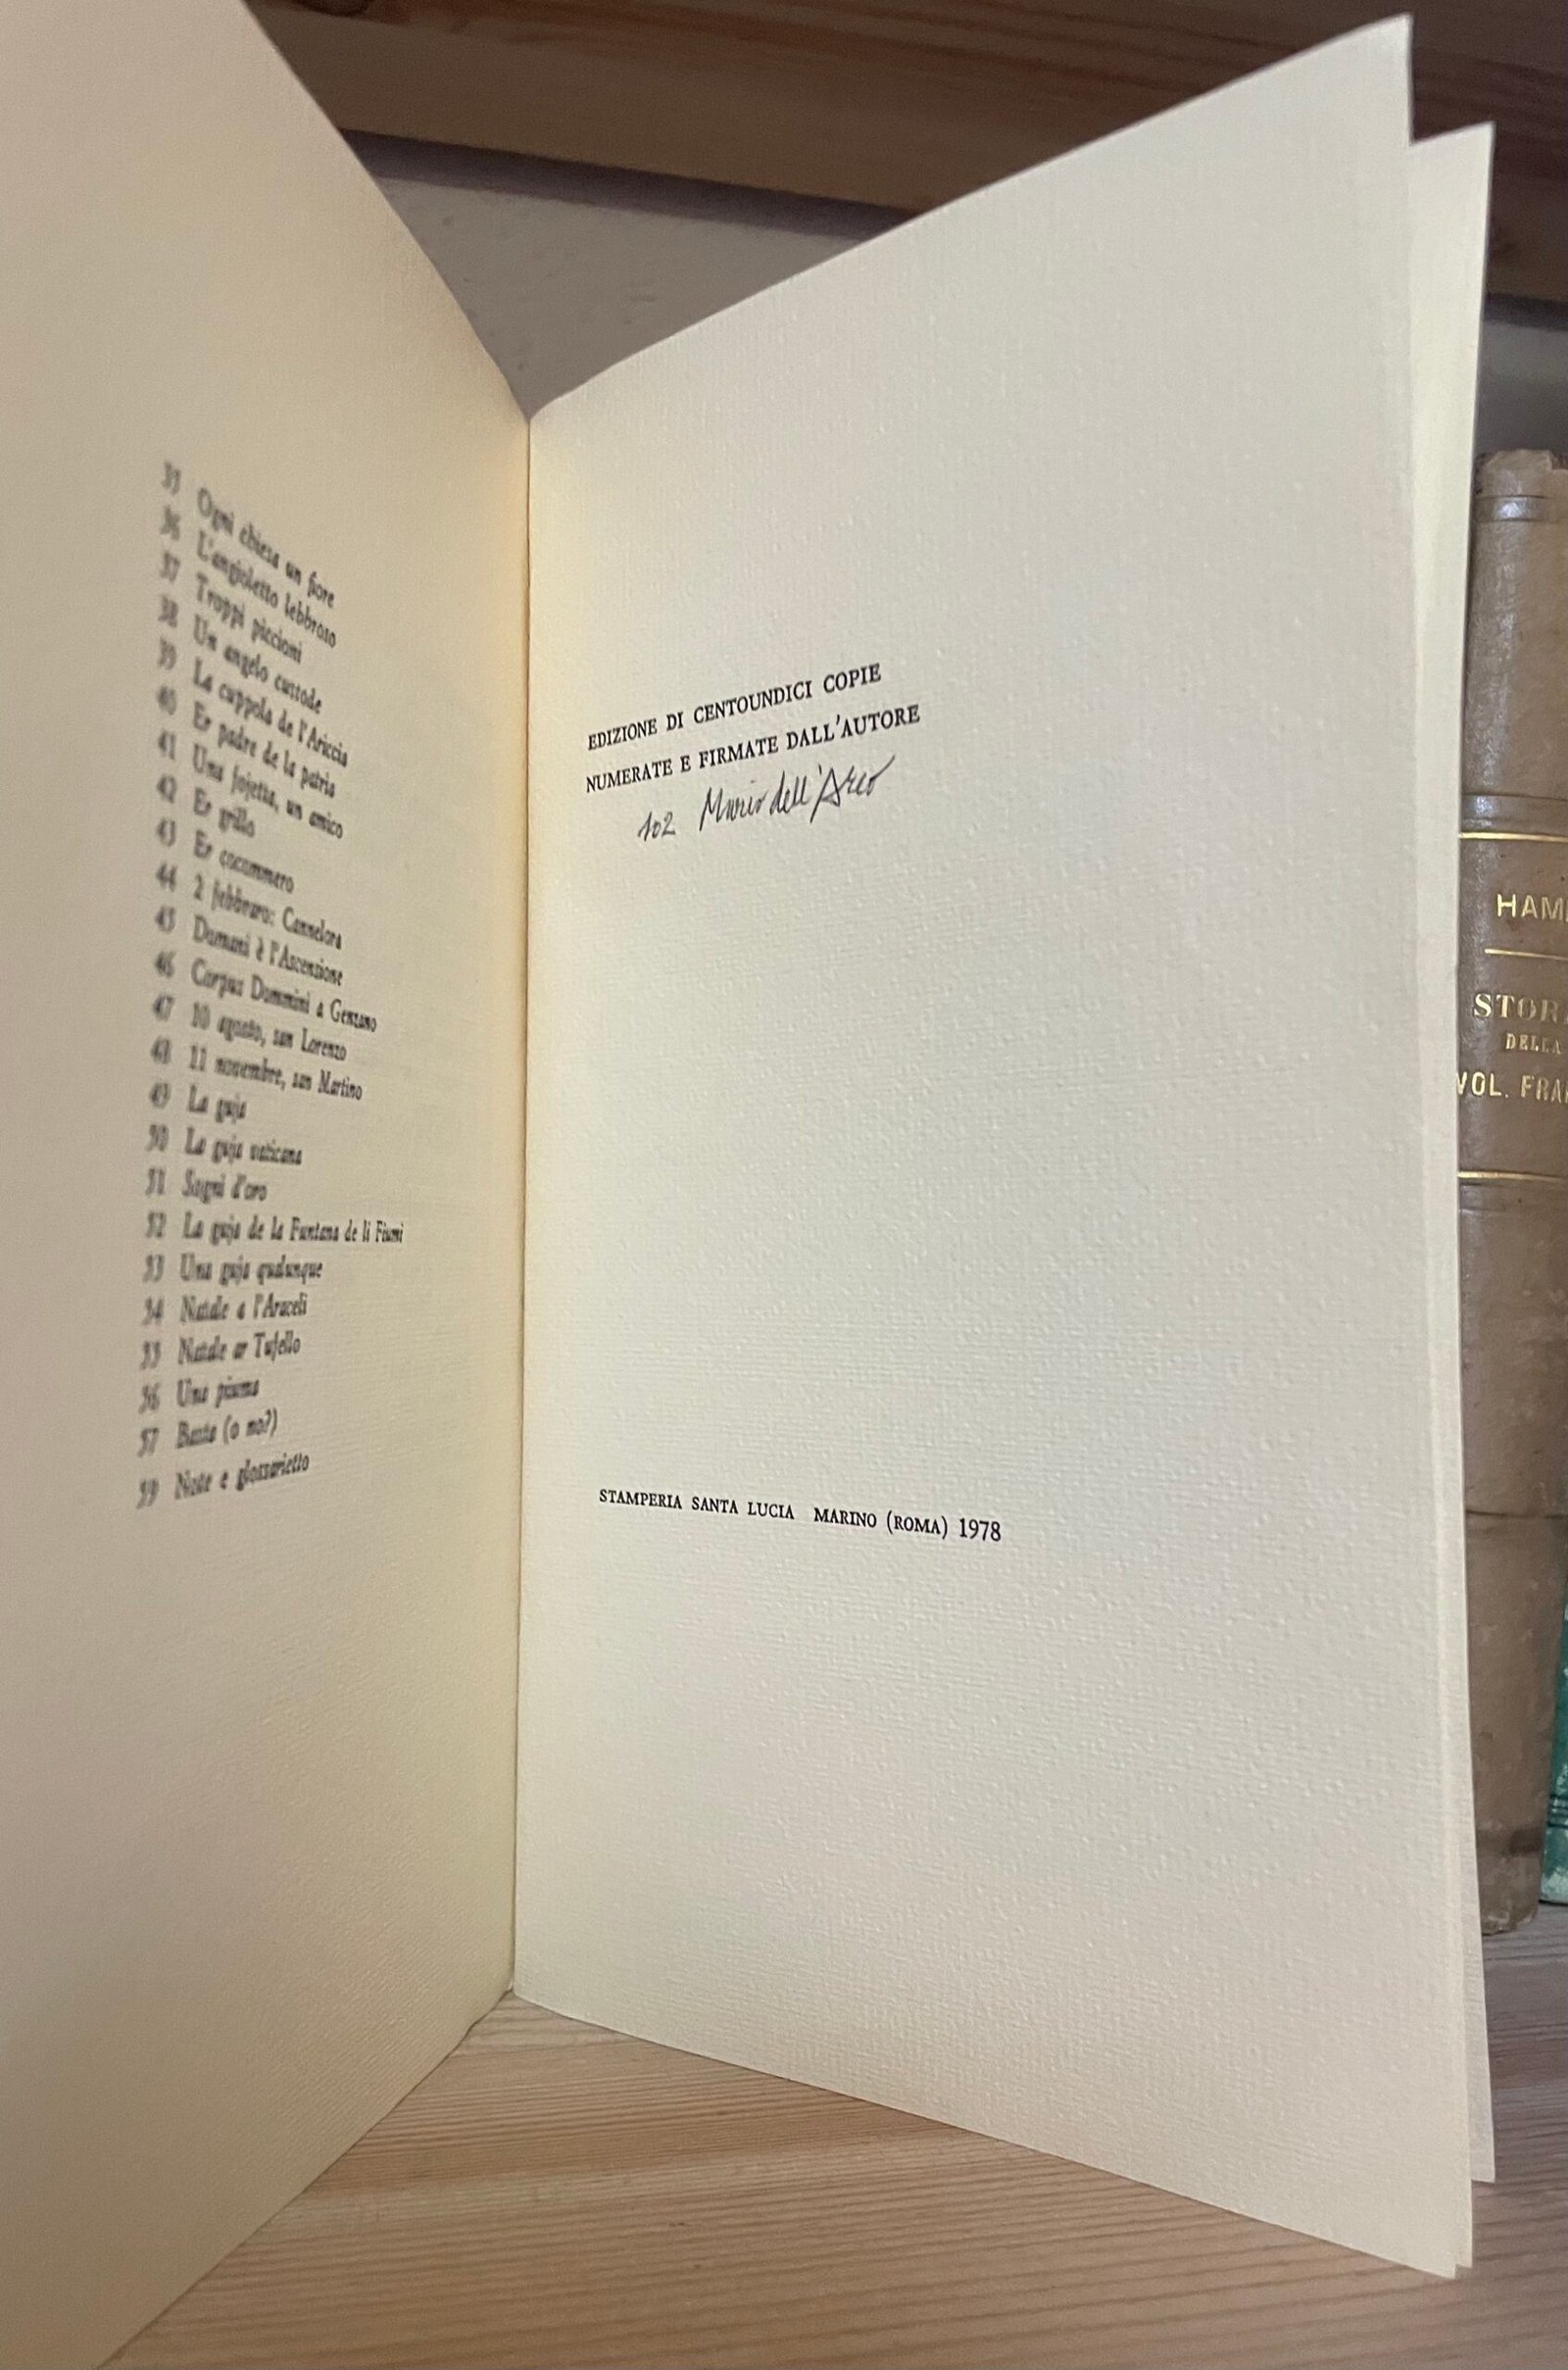 35 Ogni chiesa un fiore
36 L'angioletto lebbroso
37 Troppi piccioni
38 Un angelo custode
39 La cuppola de l'Ariccia
40 Er padre de la patria
41 Una fojetta, un amico
42 Er grillo
43 Er cocommero
44 2 febbraro: Cannelora
45 Domani è l'Ascenzione
46 Corpus Dommini a Genzano
47 10 agosto, san Lorenzo
48 11 novembre, san Martino
49 La guja
50 La guja vaticana
51 Sogni d'oro
52 La guja de la Funtana de li Fiumi
53 Una guja qualunque
54 Natale a l'Araceli
55 Natale ar Tufello
56 Una piuma
57 Basta (o no?)
59 Note e glossarietto
EDIZIONE DI CENTOUNDICI COPIE
NUMERATE E FIRMATE DALL'AUTORE
102 Mario dell'Arco
STAMPERIA SANTA LUCIA MARINO (ROMA) 1978
HAM
STOR
DELLA
VOL. FRA